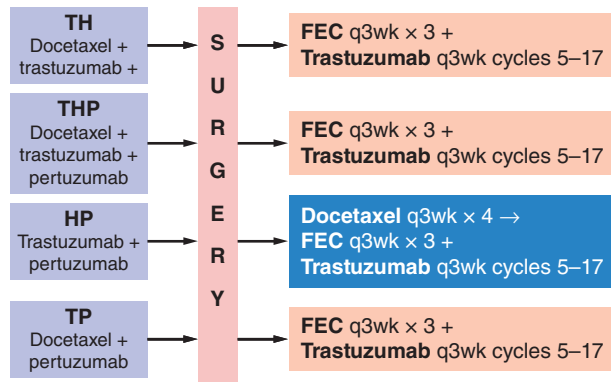 TH
Docetaxel +
trastuzumab +
THP
Docetaxel +
trastuzumab +
pertuzumab
HP
Trastuzumab +
pertuzumab
TP
Docetaxel +
pertuzumab
S
U
R
G
E
R
Y
FEC q3wk × 3 +
Trastuzumab q3wk cycles 5–17
FEC q3wk × 3 +
Trastuzumab q3wk cycles 5–17
Docetaxel q3wk × 4 →
FEC q3wk × 3 +
Trastuzumab q3wk cycles 5–17
FEC q3wk × 3 +
Trastuzumab q3wk cycles 5–17